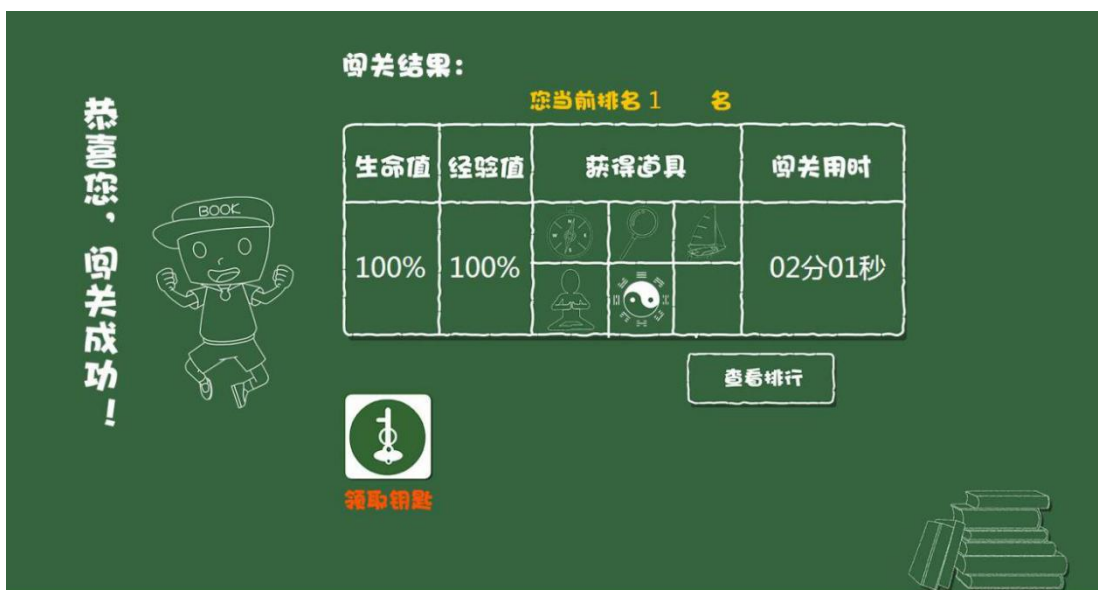 恭喜您，闯关成功！
BOOK
闯关结果：
您当前排名 1 名
生命值 经验值 获得道具 闯关用时
100% 100% 02分01秒
查看排行
领取钥匙